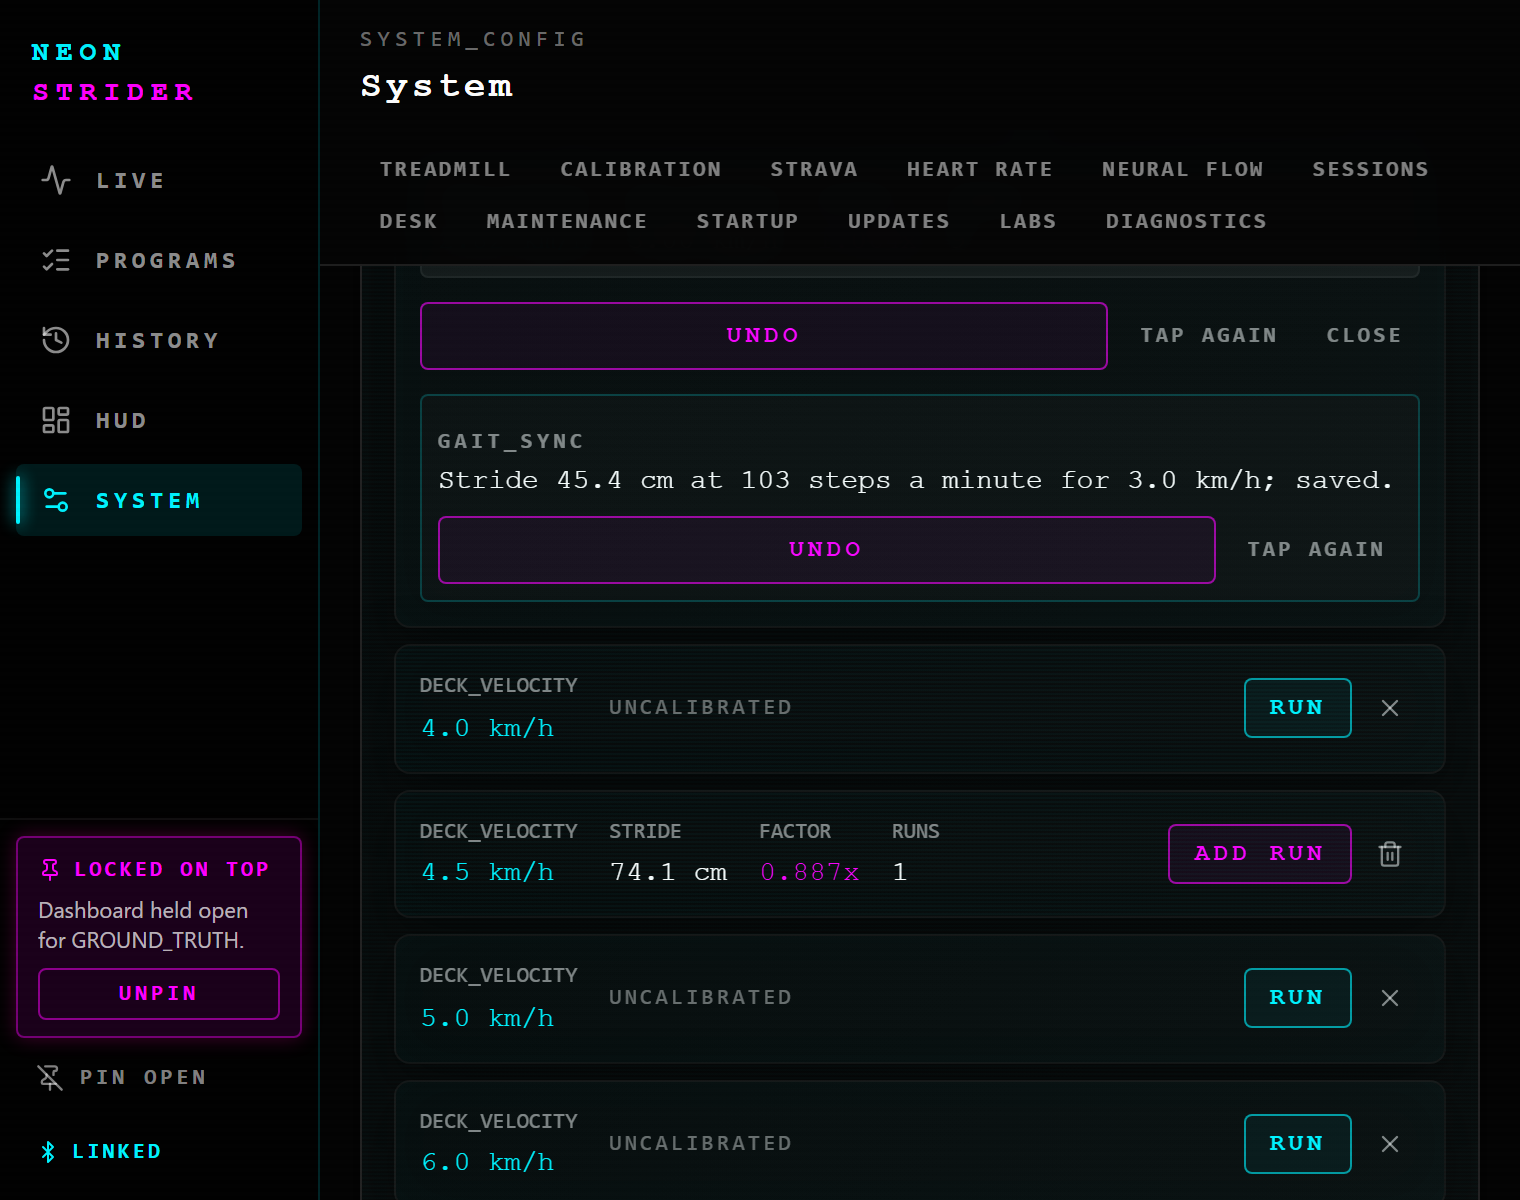 NEON
STRIDER
LIVE
PROGRAMS
HISTORY
HUD
SYSTEM
LOCKED ON TOP
Dashboard held open
for GROUND_TRUTH.
UNPIN
PIN OPEN
LINKED
SYSTEM_CONFIG
System
TREADMILL CALIBRATION STRAVA HEART RATE NEURAL FLOW SESSIONS
DESK MAINTENANCE STARTUP UPDATES LABS DIAGNOSTICS
UNDO TAP AGAIN CLOSE
GAIT_SYNC
Stride 45.4 cm at 103 steps a minute for 3.0 km/h; saved.
UNDO TAP AGAIN
DECK_VELOCITY
4.0 km/h
UNCALIBRATED
RUN
DECK_VELOCITY STRIDE FACTOR RUNS
4.5 km/h 74.1 cm 0.887x 1
ADD RUN
DECK_VELOCITY
5.0 km/h
UNCALIBRATED
RUN
DECK_VELOCITY
6.0 km/h
UNCALIBRATED
RUN